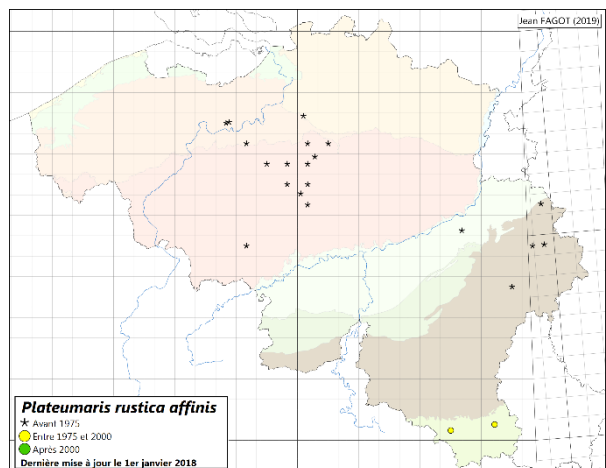 Jean FAGOT (2019)
Plateumaris rustica affinis
Avant 1975
Entre 1975 et 2000
Après 2000
Dernière mise à jour le 1er janvier 2018